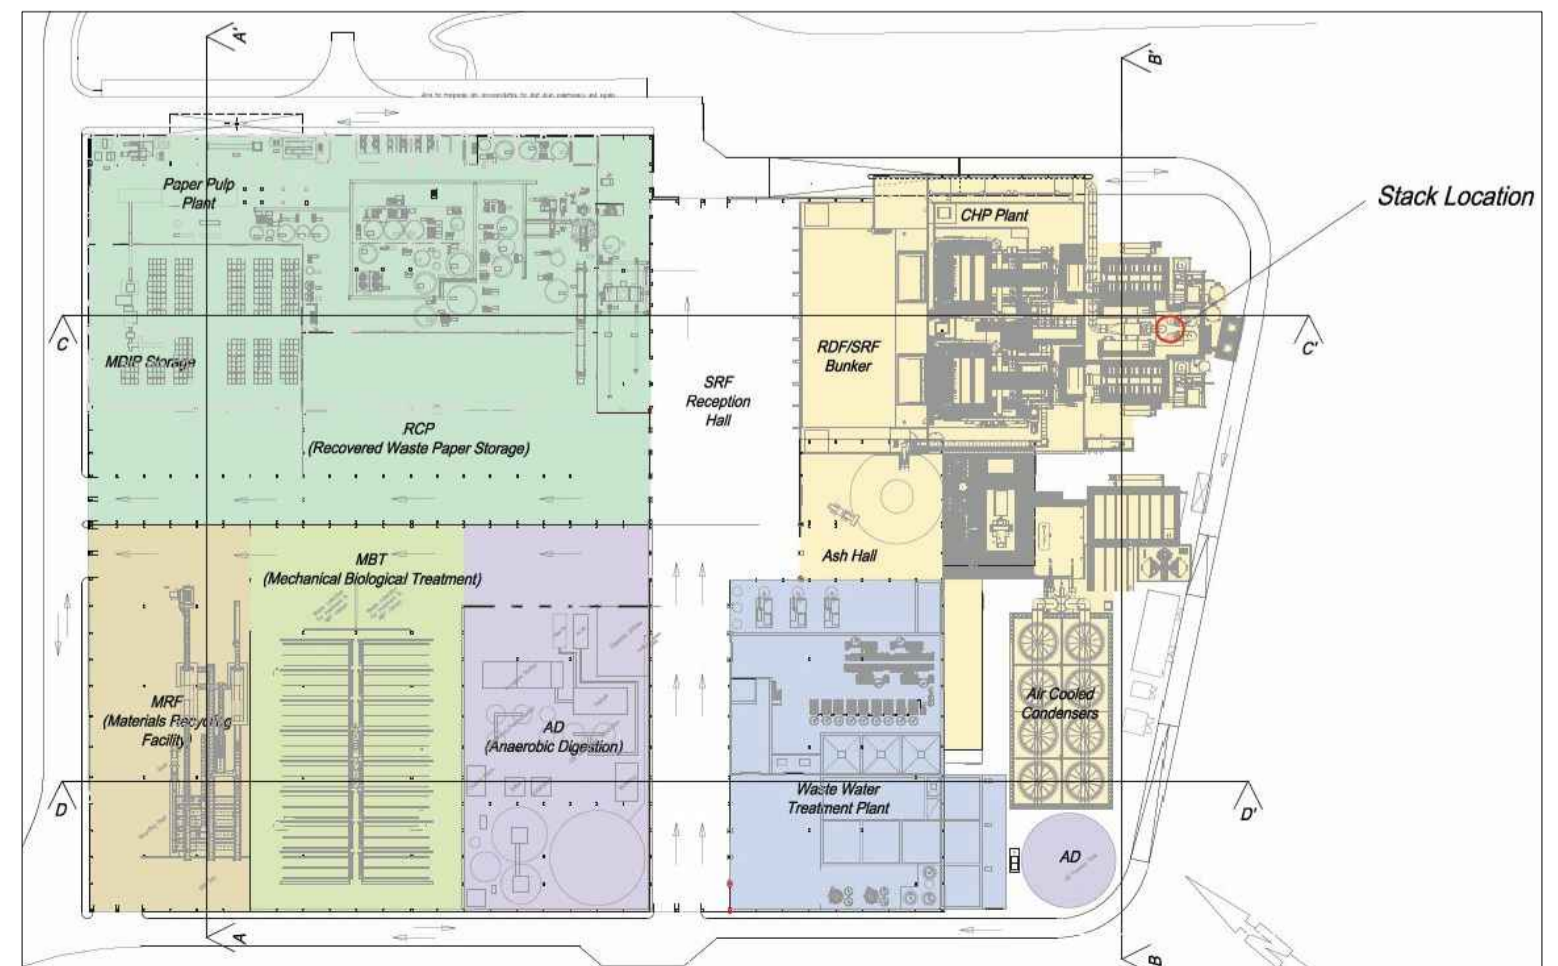 A'
B'
Paper Pulp
Plant
CHP Plant
Stack Location
C
MDIP Storage
RDF/SRF
Bunker
C'
SRF
Reception
Hall
RCP
(Recovered Waste Paper Storage)
MBT
(Mechanical Biological Treatment)
Ash Hall
MRF
(Materials Recycling
Facility)
AD
(Anaerobic Digestion)
Air Cooled
Condensers
D
Waste Water
Treatment Plant
D'
AD
A
B
N